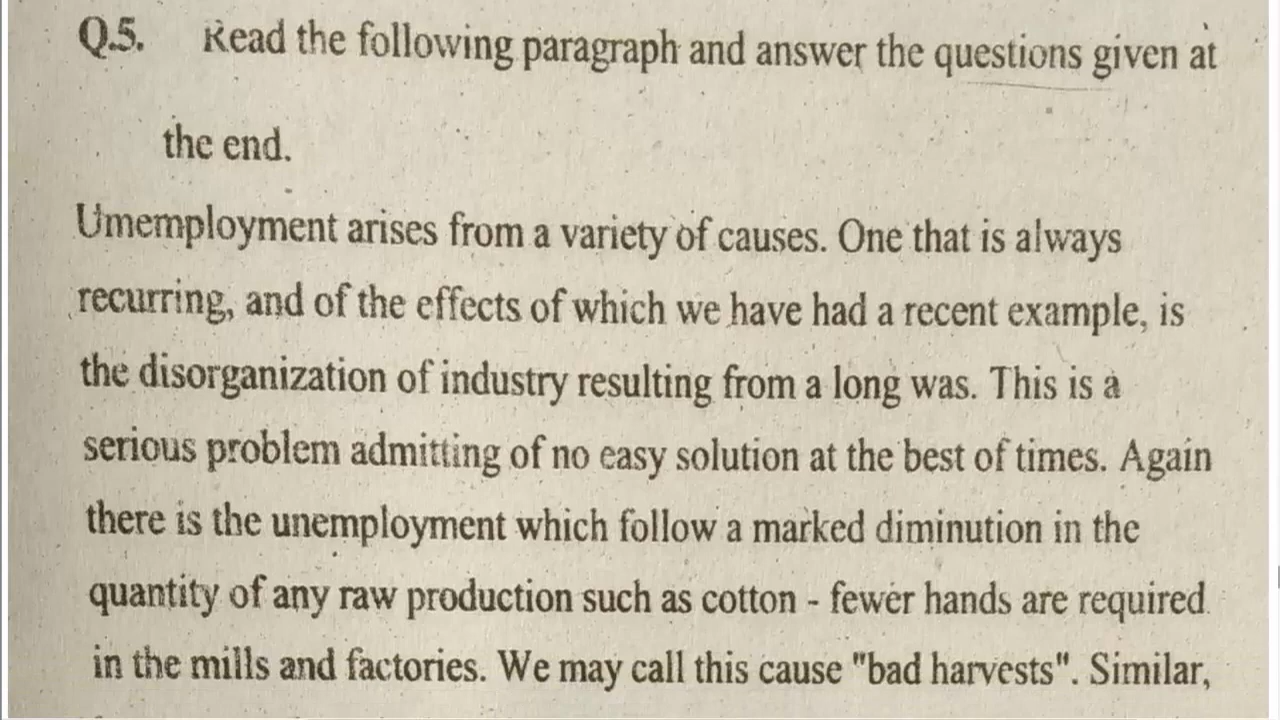 Q.5. Read the following paragraph and answer the questions given at
the end.
Umemployment arises from a variety of causes. One that is always
recurring, and of the effects of which we have had a recent example, is
the disorganization of industry resulting from a long was. This is a
serious problem admitting of no easy solution at the best of times. Again
there is the unemployment which follow a marked diminution in the
quantity of any raw production such as cotton - fewer hands are required
in the mills and factories. We may call this cause "bad harvests". Similar,